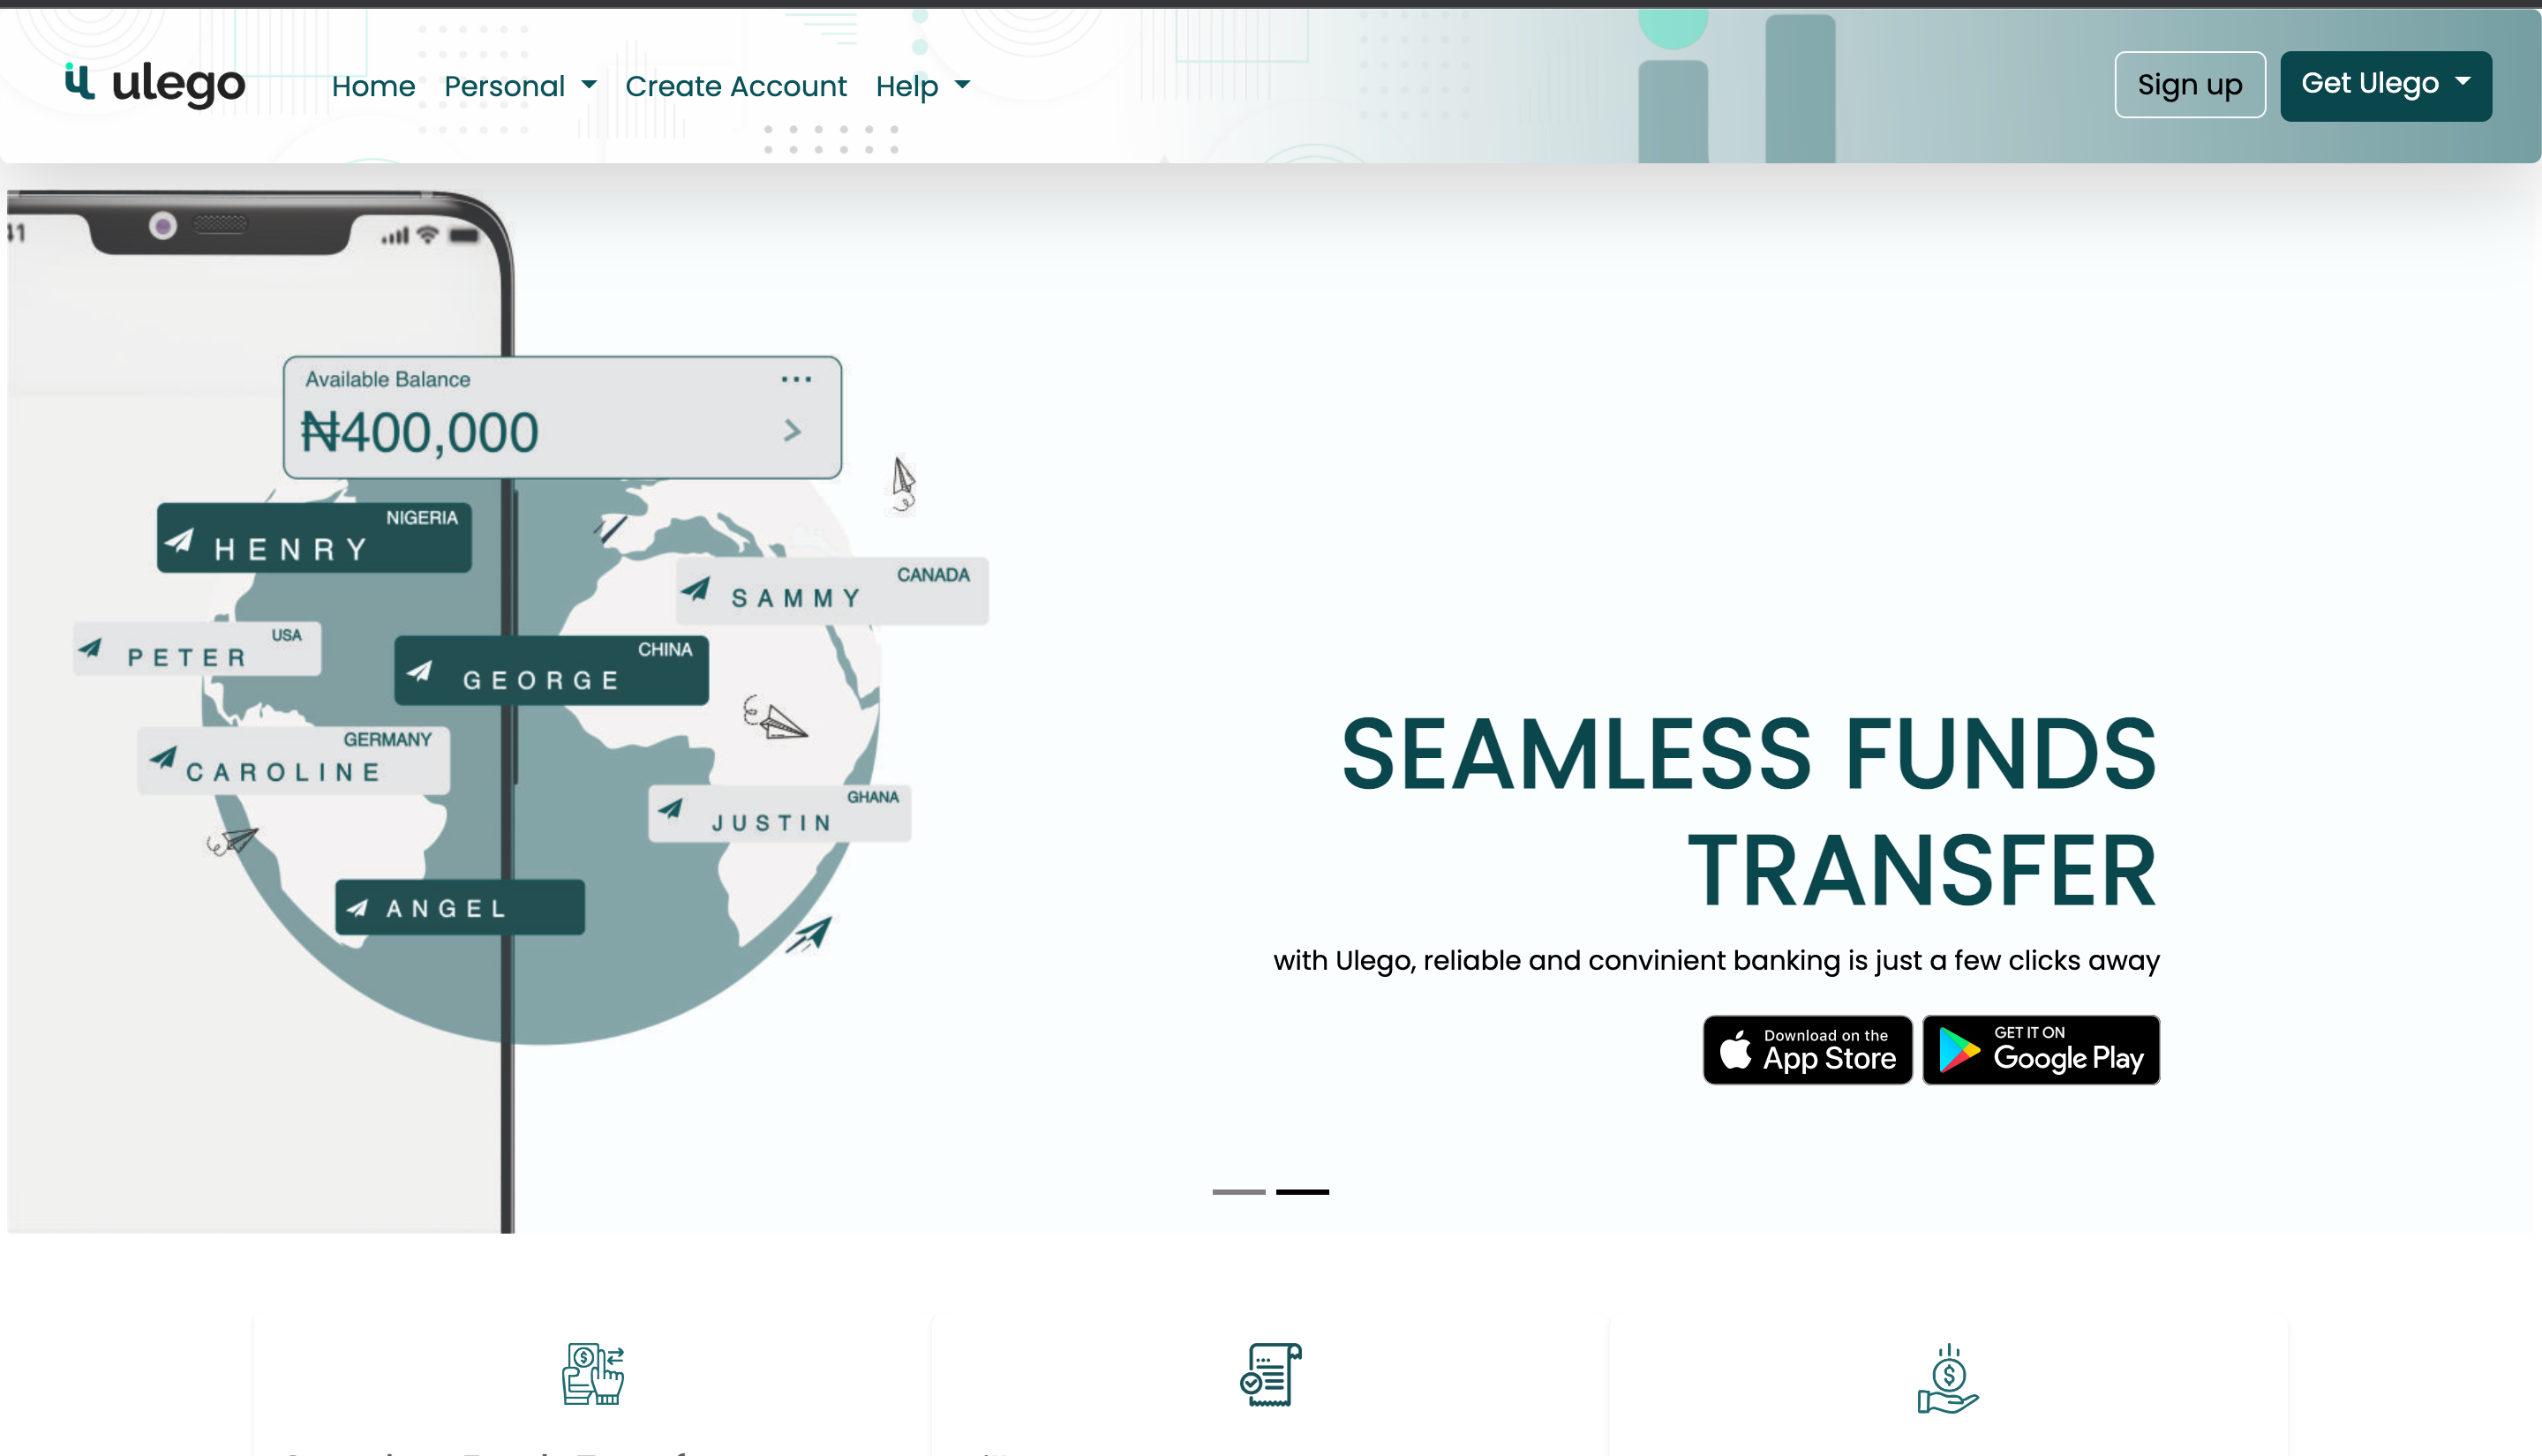 ulego
Home Personal Create Account Help
Sign up
Get Ulego
Available Balance
₦400,000
NIGERIA
HENRY
CANADA
SAMMY
USA
PETER
CHINA
GEORGE
GERMANY
CAROLINE
GHANA
JUSTIN
ANGEL
SEAMLESS FUNDS
TRANSFER
with Ulego, reliable and convinient banking is just a few clicks away
Download on the
App Store
GET IT ON
Google Play